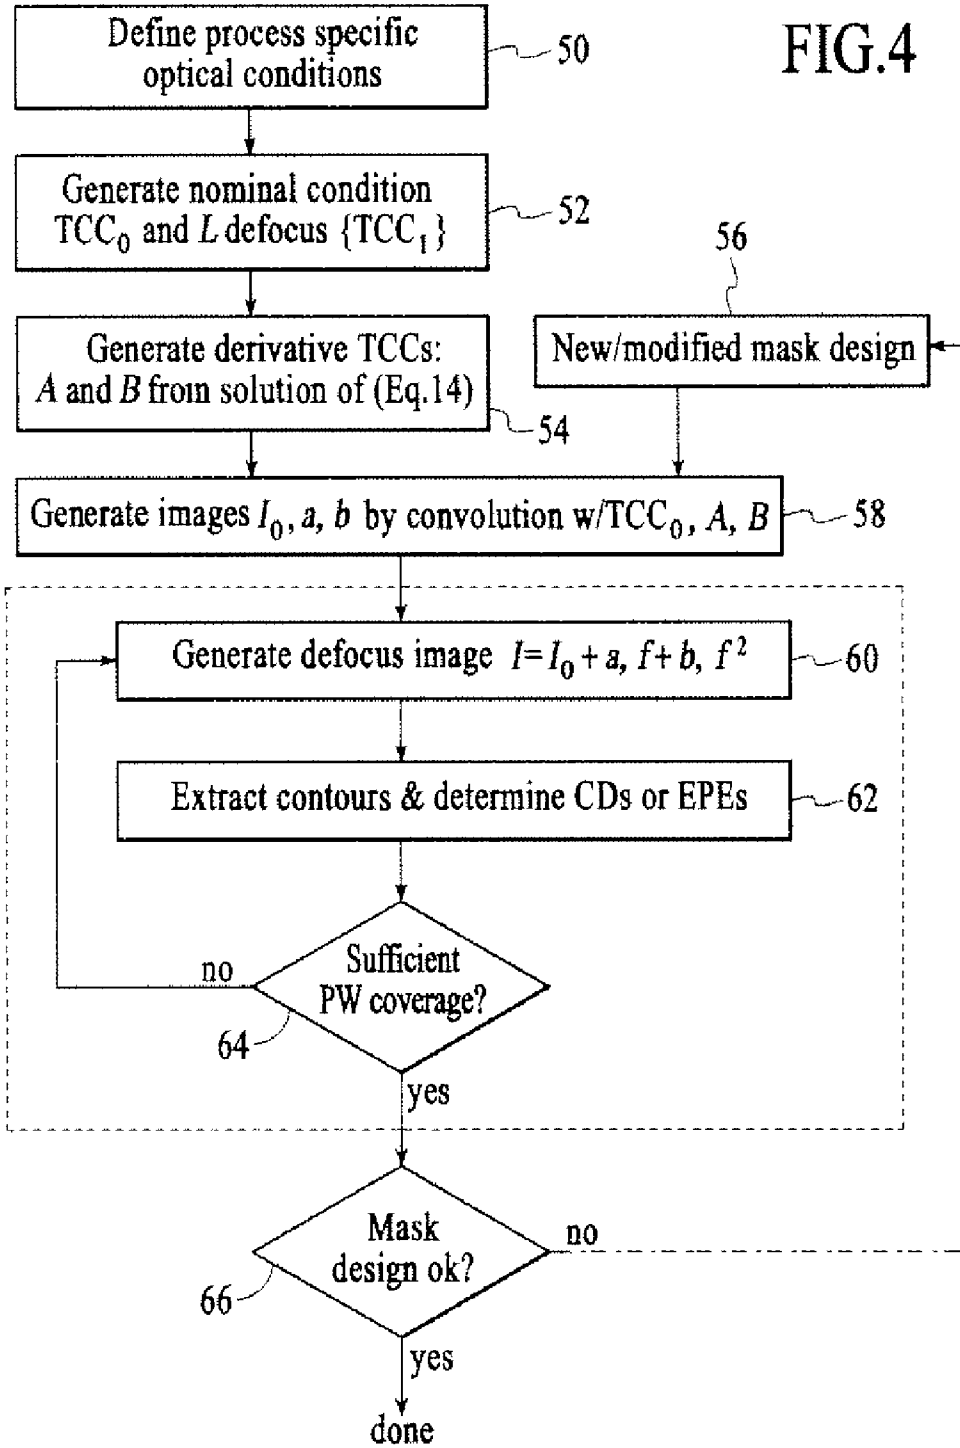 FIG.4
Define process specific
optical conditions
50
Generate nominal condition
TCC₀ and L defocus {TCC₁}
52
56
Generate derivative TCCs:
A and B from solution of (Eq.14)
54
New/modified mask design
Generate images I₀, a, b by convolution w/TCC₀, A, B
58
Generate defocus image I=I₀+a, f+b, f²
60
Extract contours & determine CDs or EPEs
62
Sufficient
PW coverage?
no
64
yes
Mask
design ok?
no
66
yes
done